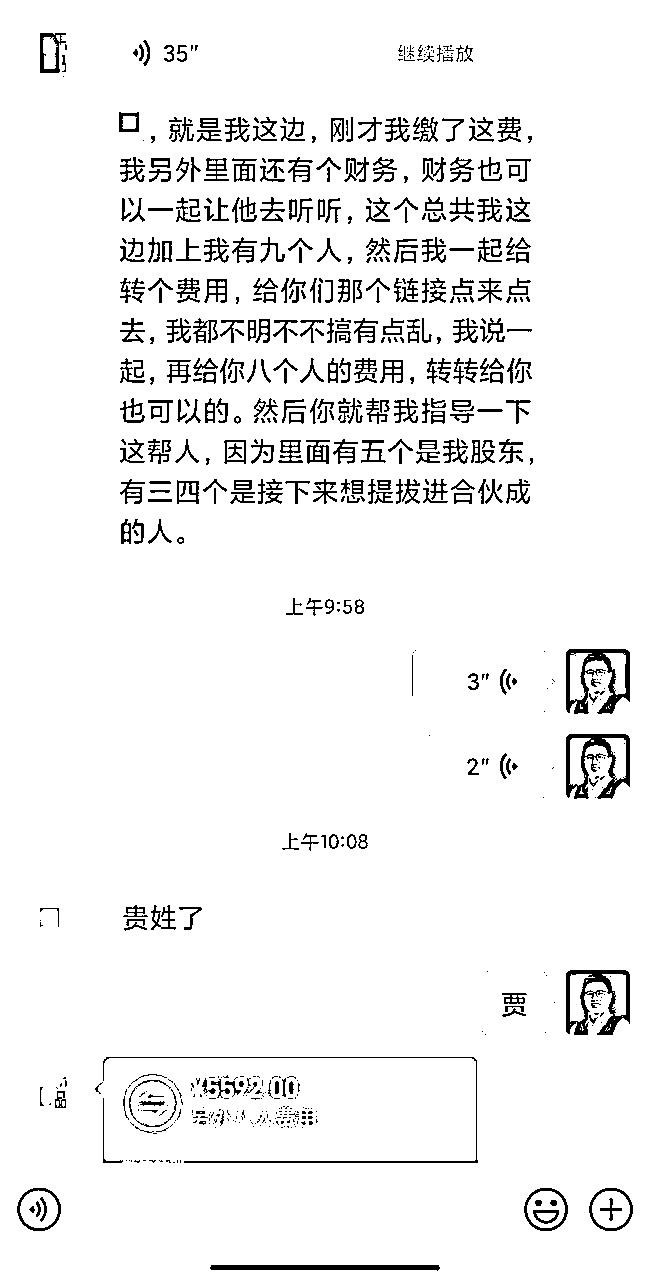 35"
继续播放
，就是我这边，刚才我缴了这费，
我另外里面还有个财务，财务也可
以一起让他去听听，这个总共我这
边加上我有九个人，然后我一起给
转个费用，给你们那个链接点来点
去，我都不明不不搞有点乱，我说一
起，再给你八个人的费用，转转给你
也可以的。然后你就帮我指导一下
这帮人，因为里面有五个是我股东，
有三四个是接下来想提拔进合伙成
的人。
上午9:58
3"
2"
上午10:08
贵姓了
贾
¥5592.00
另外八人费用